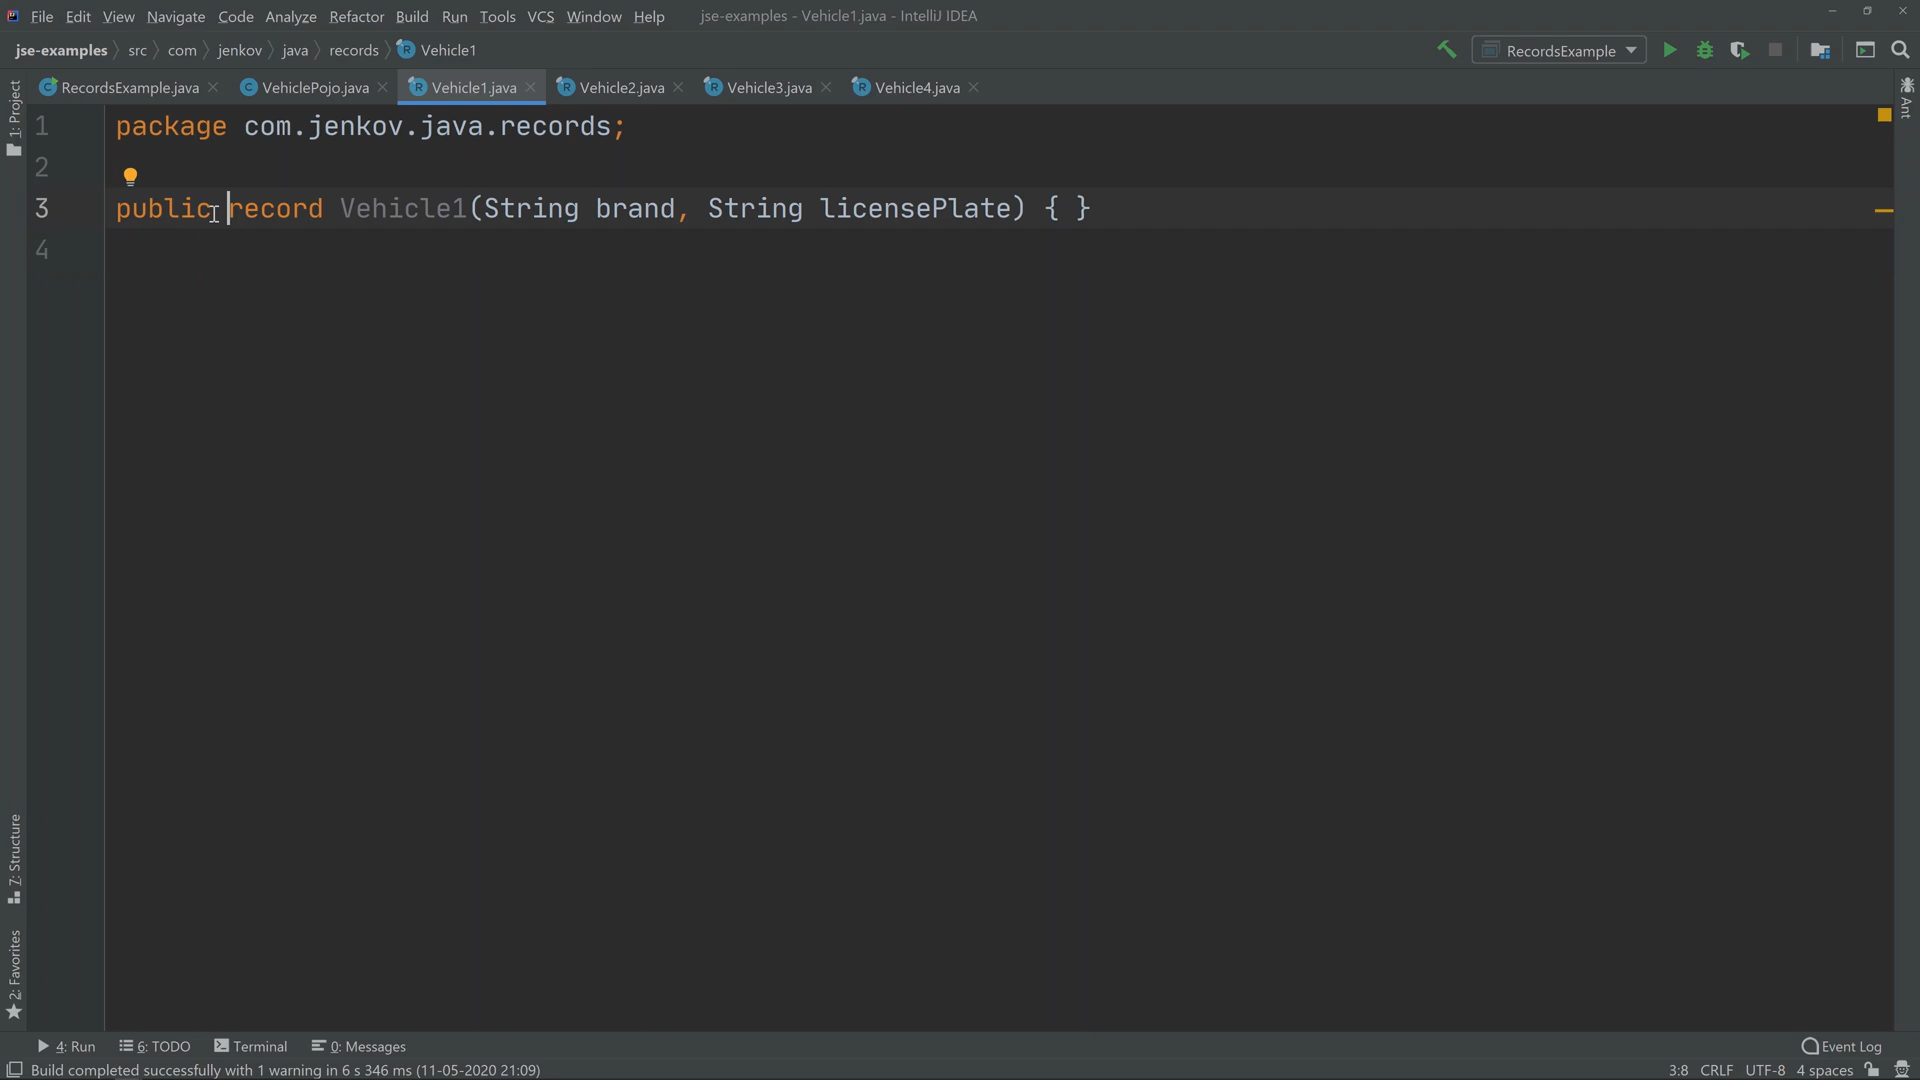 File Edit View Navigate Code Analyze Refactor Build Run Tools VCS Window Help jse-examples - Vehicle1.java - IntelliJ IDEA
jse-examples src com jenkov java records Vehicle1 RecordsExample
RecordsExample.java VehiclePojo.java Vehicle1.java Vehicle2.java Vehicle3.java Vehicle4.java
1: Project
Ant
1 package com.jenkov.java.records;
2
3 public record Vehicle1(String brand, String licensePlate) { }
4
7: Structure
2: Favorites
4: Run 6: TODO Terminal 0: Messages Event Log
Build completed successfully with 1 warning in 6 s 346 ms (11-05-2020 21:09) 3:8 CRLF UTF-8 4 spaces